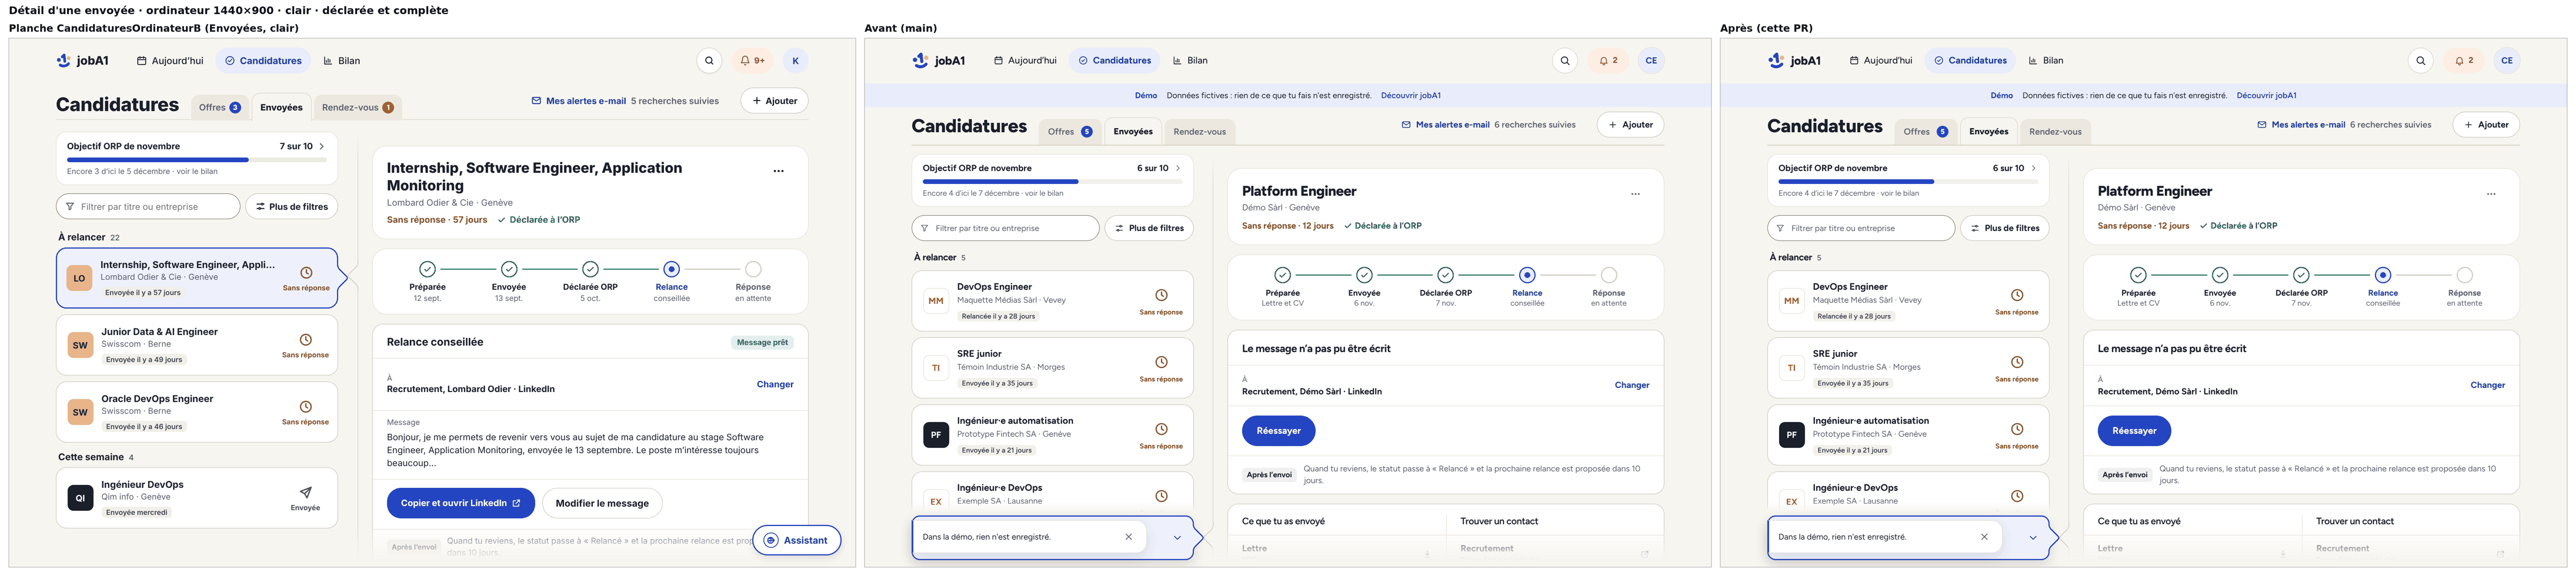 Détail d'une envoyée · ordinateur 1440×900 · clair · déclarée et complète
Planche CandidaturesOrdinateurB (Envoyées, clair)
jobA1
Aujourd'hui
Candidatures
Bilan
9+
K
Candidatures
Offres 3
Envoyées
Rendez-vous 1
Mes alertes e-mail 5 recherches suivies
Ajouter
Objectif ORP de novembre
7 sur 10
Encore 3 d'ici le 5 décembre · voir le bilan
Filtrer par titre ou entreprise
Plus de filtres
À relancer 22
LO
Internship, Software Engineer, Appli...
Lombard Odier & Cie · Genève
Envoyée il y a 57 jours
Sans réponse
SW
Junior Data & AI Engineer
Swisscom · Berne
Envoyée il y a 49 jours
Sans réponse
SW
Oracle DevOps Engineer
Swisscom · Berne
Envoyée il y a 46 jours
Sans réponse
Cette semaine 4
QI
Ingénieur DevOps
Qim info · Genève
Envoyée mercredi
Envoyée
Internship, Software Engineer, Application
Monitoring
Lombard Odier & Cie · Genève
Sans réponse · 57 jours
Déclarée à l'ORP
Préparée
12 sept.
Envoyée
13 sept.
Déclarée ORP
5 oct.
Relance
conseillée
Réponse
en attente
Relance conseillée
Message prêt
À
Recrutement, Lombard Odier · LinkedIn
Changer
Message
Bonjour, je me permets de revenir vers vous au sujet de ma candidature au stage Software
Engineer, Application Monitoring, envoyée le 13 septembre. Le poste m'intéresse toujours
beaucoup...
Copier et ouvrir LinkedIn
Modifier le message
Après l'envoi
Quand tu reviens, le statut passe à « Relancé » et la prochaine relance est prop
dans 10 jours.
Assistant
Avant (main)
jobA1
Aujourd'hui
Candidatures
Bilan
2
CE
Démo Données fictives : rien de ce que tu fais n'est enregistré. Découvrir jobA1
Candidatures
Offres 5
Envoyées
Rendez-vous
Mes alertes e-mail 6 recherches suivies
Ajouter
Objectif ORP de novembre
6 sur 10
Encore 4 d'ici le 7 décembre · voir le bilan
Filtrer par titre ou entreprise
Plus de filtres
À relancer 5
MM
DevOps Engineer
Maquette Médias Sàrl · Vevey
Relancée il y a 28 jours
Sans réponse
TI
SRE junior
Témoin Industrie SA · Morges
Envoyée il y a 35 jours
Sans réponse
PF
Ingénieur·e automatisation
Prototype Fintech SA · Genève
Envoyée il y a 21 jours
Sans réponse
EX
Ingénieur·e DevOps
Exemple SA · Lausanne
Dans la démo, rien n'est enregistré.
Platform Engineer
Démo Sàrl · Genève
Sans réponse · 12 jours
Déclarée à l'ORP
Préparée
Lettre et CV
Envoyée
6 nov.
Déclarée ORP
7 nov.
Relance
conseillée
Réponse
en attente
Le message n'a pas pu être écrit
À
Recrutement, Démo Sàrl · LinkedIn
Changer
Réessayer
Après l'envoi
Quand tu reviens, le statut passe à « Relancé » et la prochaine relance est proposée dans 10
jours.
Ce que tu as envoyé
Trouver un contact
Lettre
Recrutement
Après (cette PR)
jobA1
Aujourd'hui
Candidatures
Bilan
2
CE
Démo Données fictives : rien de ce que tu fais n'est enregistré. Découvrir jobA1
Candidatures
Offres 5
Envoyées
Rendez-vous
Mes alertes e-mail 6 recherches suivies
Ajouter
Objectif ORP de novembre
6 sur 10
Encore 4 d'ici le 7 décembre · voir le bilan
Filtrer par titre ou entreprise
Plus de filtres
À relancer 5
MM
DevOps Engineer
Maquette Médias Sàrl · Vevey
Relancée il y a 28 jours
Sans réponse
TI
SRE junior
Témoin Industrie SA · Morges
Envoyée il y a 35 jours
Sans réponse
PF
Ingénieur·e automatisation
Prototype Fintech SA · Genève
Envoyée il y a 21 jours
Sans réponse
EX
Ingénieur·e DevOps
Exemple SA · Lausanne
Dans la démo, rien n'est enregistré.
Platform Engineer
Démo Sàrl · Genève
Sans réponse · 12 jours
Déclarée à l'ORP
Préparée
Lettre et CV
Envoyée
6 nov.
Déclarée ORP
7 nov.
Relance
conseillée
Réponse
en attente
Le message n'a pas pu être écrit
À
Recrutement, Démo Sàrl · LinkedIn
Changer
Réessayer
Après l'envoi
Quand tu reviens, le statut passe à « Relancé » et la prochaine relance est proposée dans 10
jours.
Ce que tu as envoyé
Trouver un contact
Lettre
Recrutement